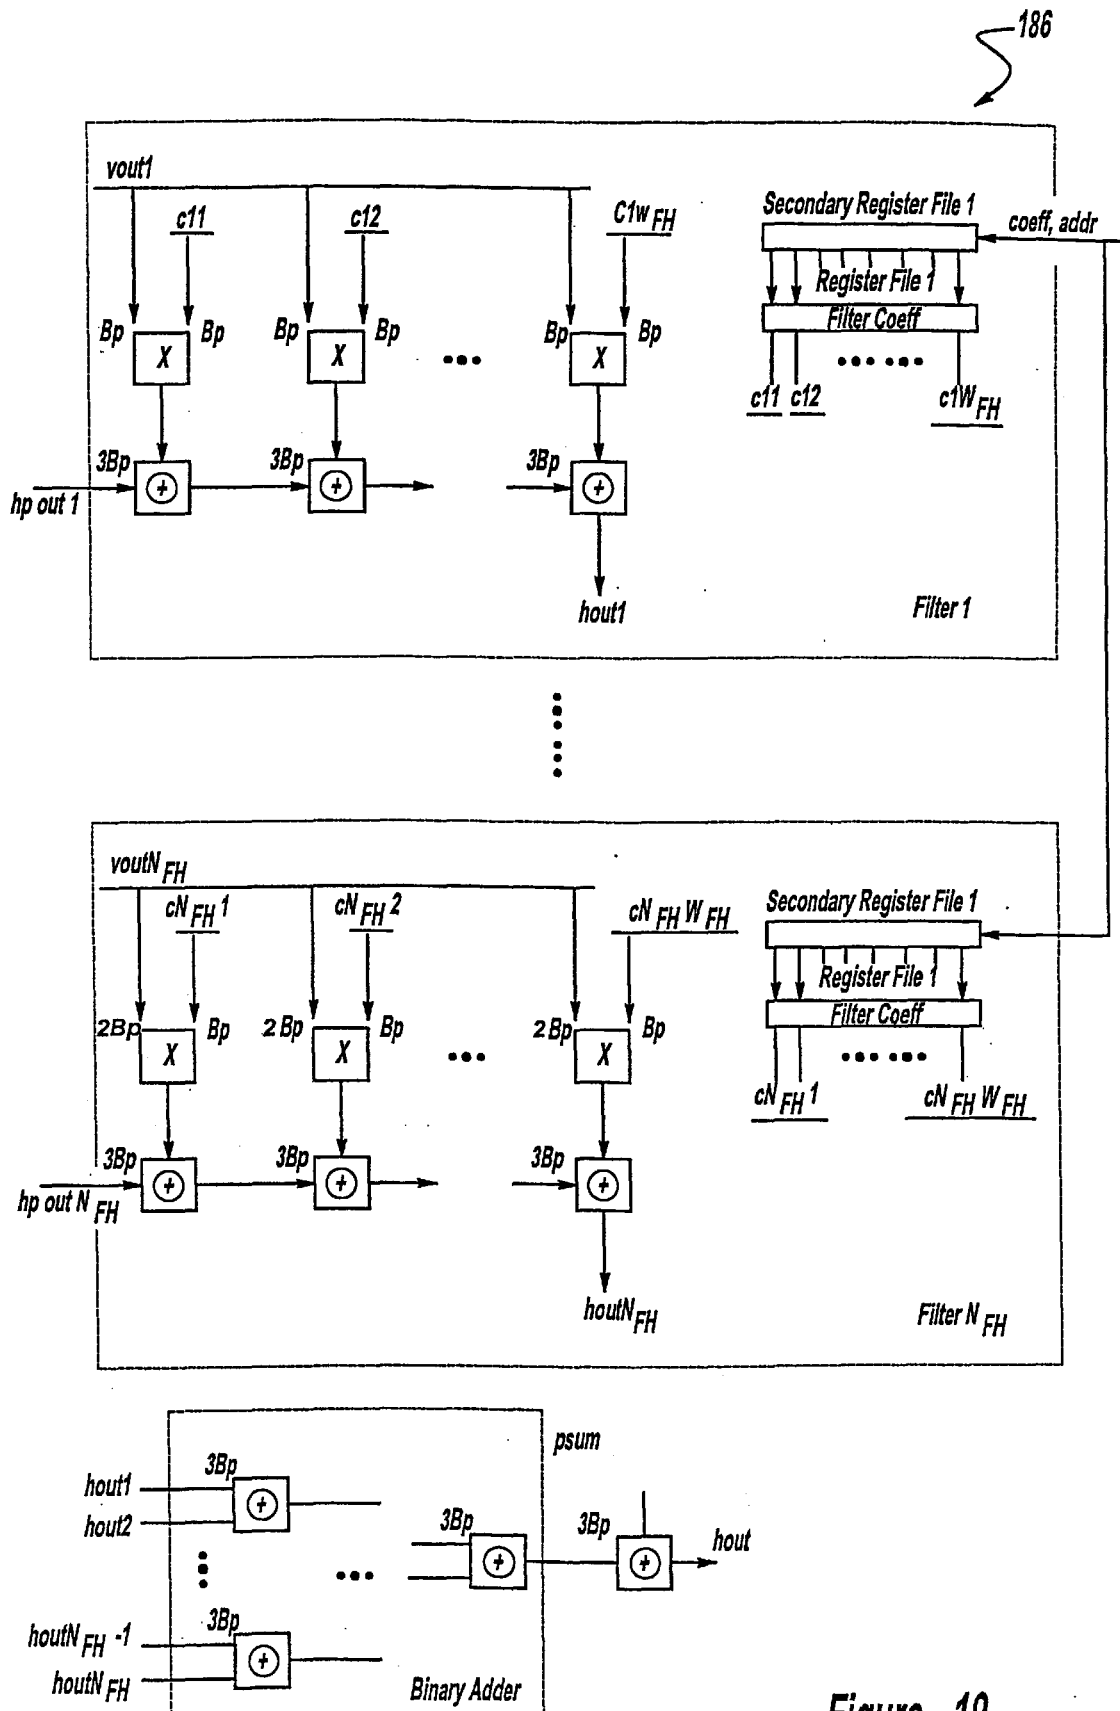 186
vout1
c11
c12
C1w FH
Secondary Register File 1
coeff, addr
Register File 1
Filter Coeff
Bp X Bp
Bp X Bp
Bp X Bp
c11 c12
c1W FH
3Bp +
3Bp +
3Bp +
hp out 1
hout1
Filter 1
voutN FH
cN FH 1
cN FH 2
cN FH W FH
Secondary Register File 1
Register File 1
Filter Coeff
2Bp X Bp
2Bp X Bp
2Bp X Bp
cN FH 1
cN FH W FH
3Bp +
3Bp +
3Bp +
hp out N FH
houtN FH
Filter N FH
psum
hout1
hout2
3Bp +
3Bp +
3Bp +
hout
houtN FH -1
houtN FH
3Bp +
Binary Adder